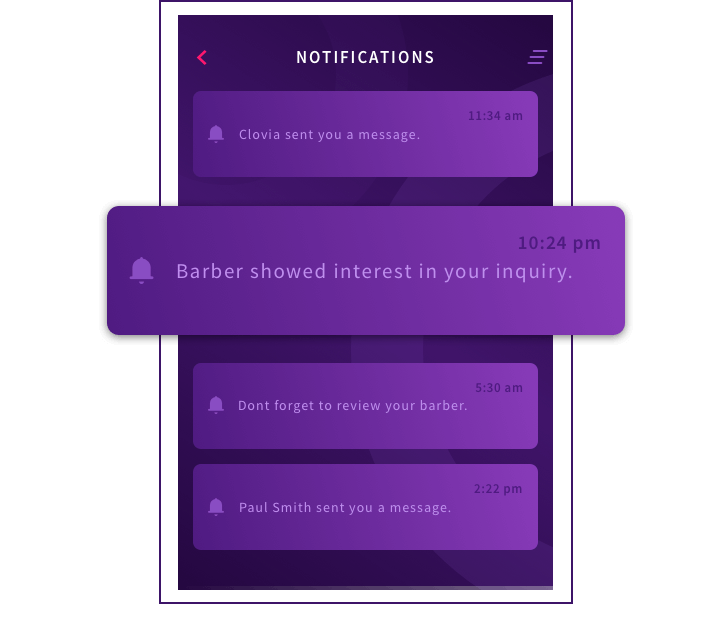 NOTIFICATIONS
11:34 am
Clovia sent you a message.
10:24 pm
Barber showed interest in your inquiry.
5:30 am
Dont forget to review your barber.
2:22 pm
Paul Smith sent you a message.